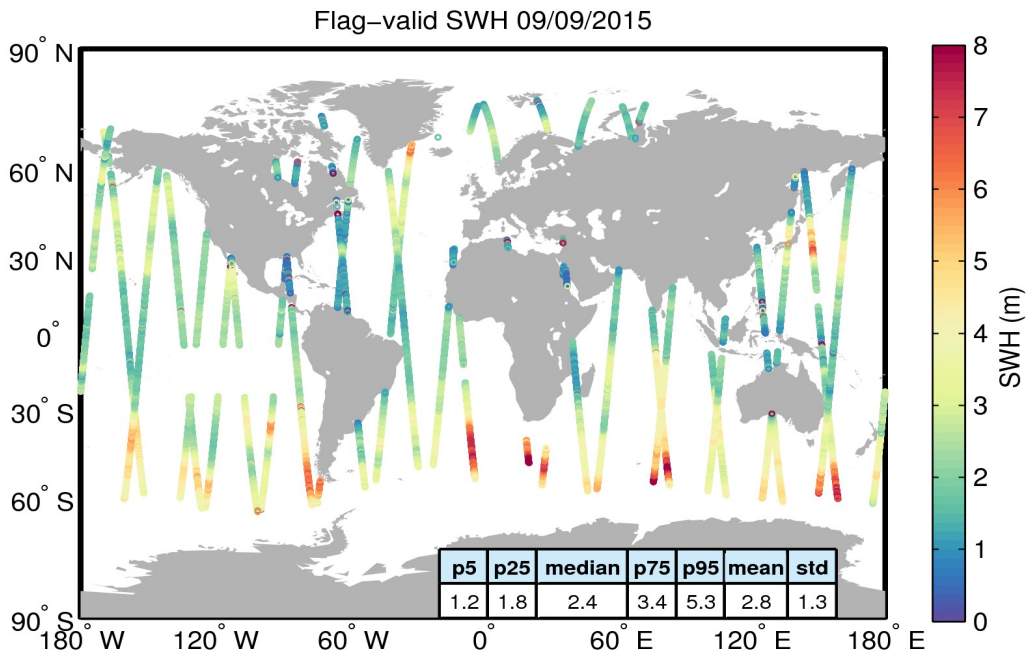 Flag−valid SWH 09/09/2015
90° N
60° N
30° N
0°
30° S
60° S
90° S
180° W
120° W
60° W
0°
60° E
120° E
180° E
p5 p25 median p75 p95 mean std
1.2 1.8 2.4 3.4 5.3 2.8 1.3
8
7
6
5
4
3
2
1
0
SWH (m)